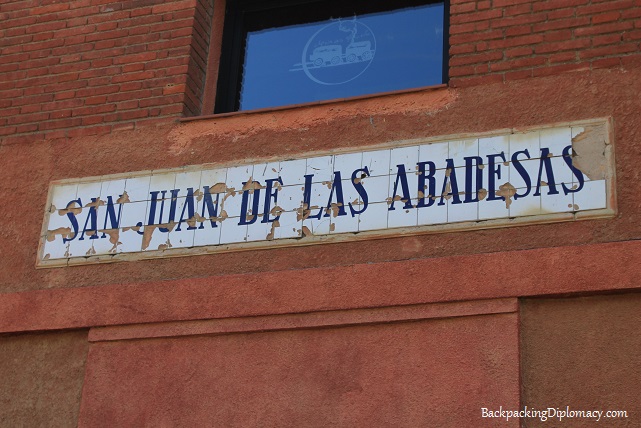 SAN JUAN DE LAS ABADESAS
BackpackingDiplomacy.com